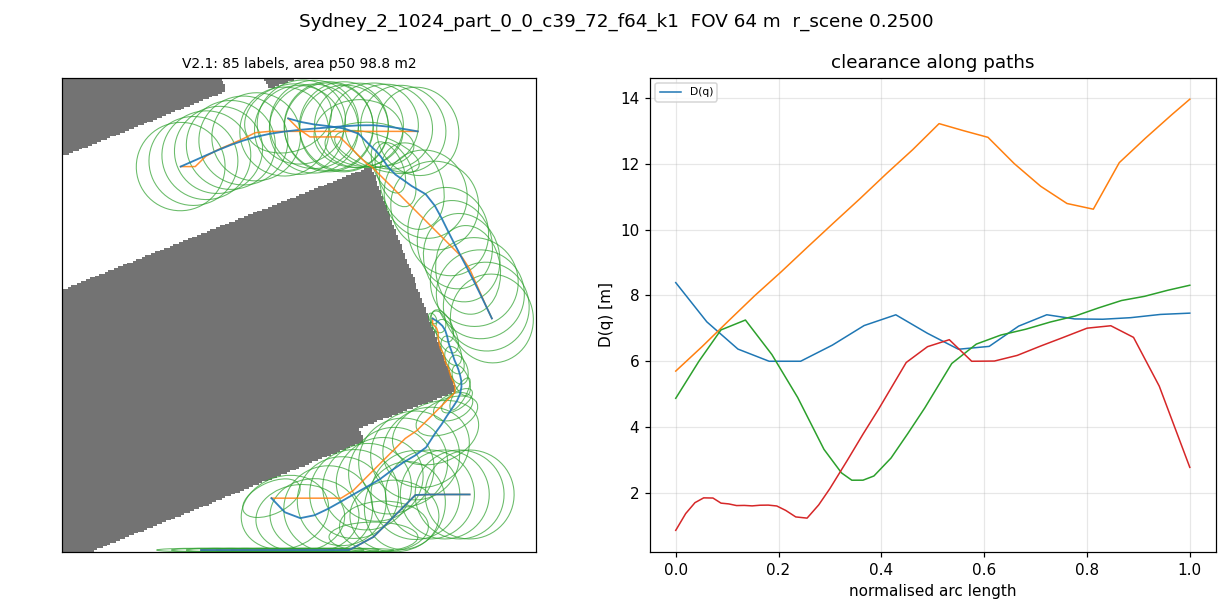 Sydney_2_1024_part_0_0_c39_72_f64_k1  FOV 64 m  r_scene 0.2500
V2.1: 85 labels, area p50 98.8 m2
clearance along paths
D(q)
14
12
10
8
6
4
2
D(q) [m]
0.0 0.2 0.4 0.6 0.8 1.0
normalised arc length